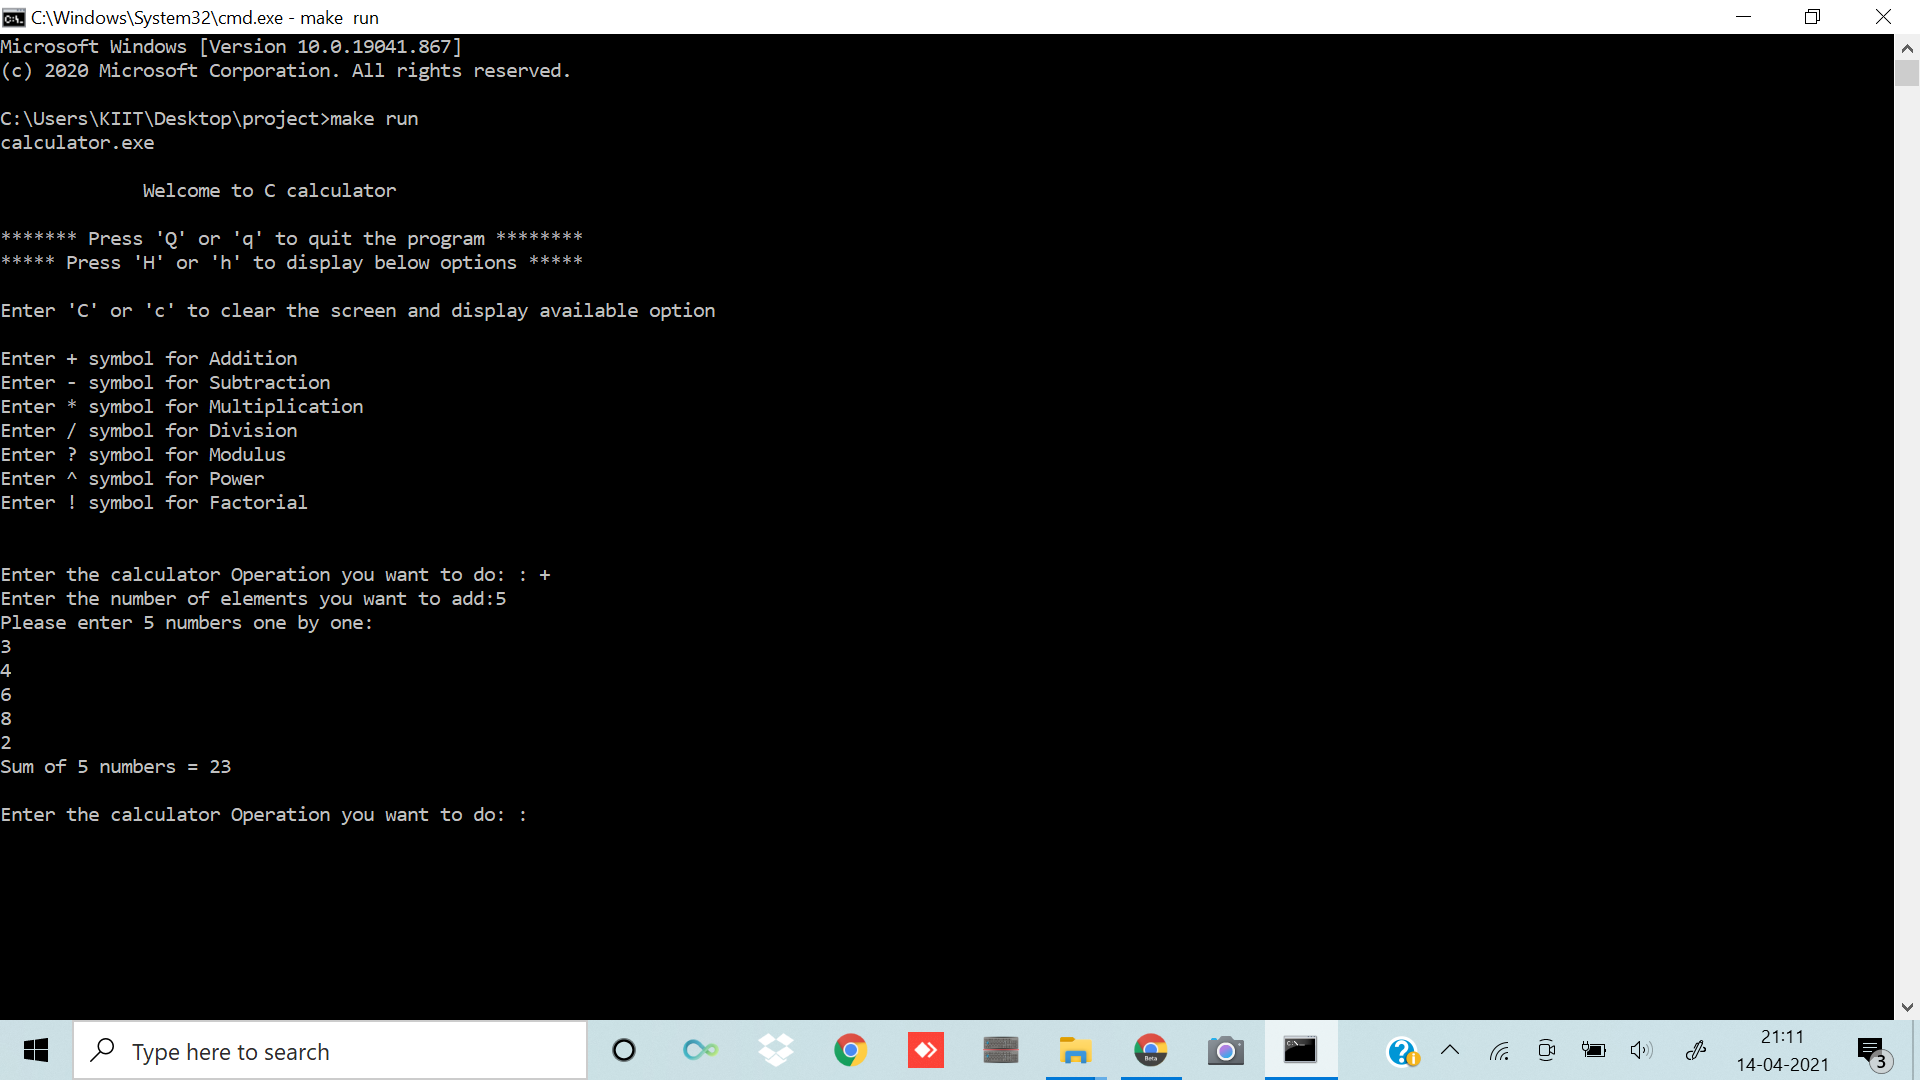 C:\Windows\System32\cmd.exe - make  run
Microsoft Windows [Version 10.0.19041.867]
(c) 2020 Microsoft Corporation. All rights reserved.
C:\Users\KIIT\Desktop\project>make run
calculator.exe
Welcome to C calculator
******* Press 'Q' or 'q' to quit the program ********
***** Press 'H' or 'h' to display below options *****
Enter 'C' or 'c' to clear the screen and display available option
Enter + symbol for Addition
Enter - symbol for Subtraction
Enter * symbol for Multiplication
Enter / symbol for Division
Enter ? symbol for Modulus
Enter ^ symbol for Power
Enter ! symbol for Factorial
Enter the calculator Operation you want to do: : +
Enter the number of elements you want to add:5
Please enter 5 numbers one by one:
3
4
6
8
2
Sum of 5 numbers = 23
Enter the calculator Operation you want to do: :
Type here to search
Beta
21:11
14-04-2021
3